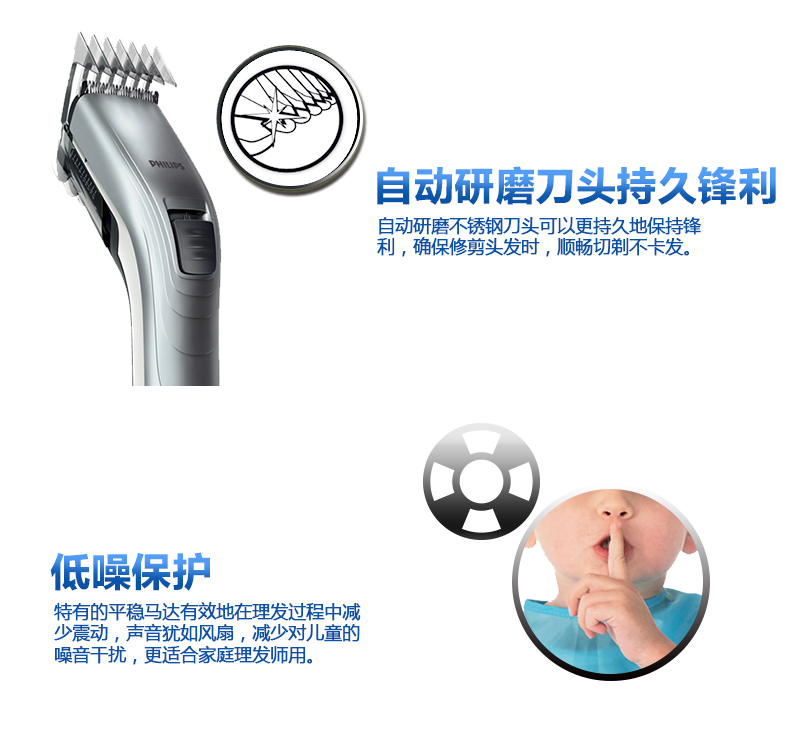 PHILIPS
自动研磨刀头持久锋利
自动研磨不锈钢刀头可以更持久地保持锋
利，确保修剪头发时，顺畅切剃不卡发。
低噪保护
特有的平稳马达有效地在理发过程中减
少震动，声音犹如风扇，减少对儿童的
噪音干扰，更适合家庭理发师用。